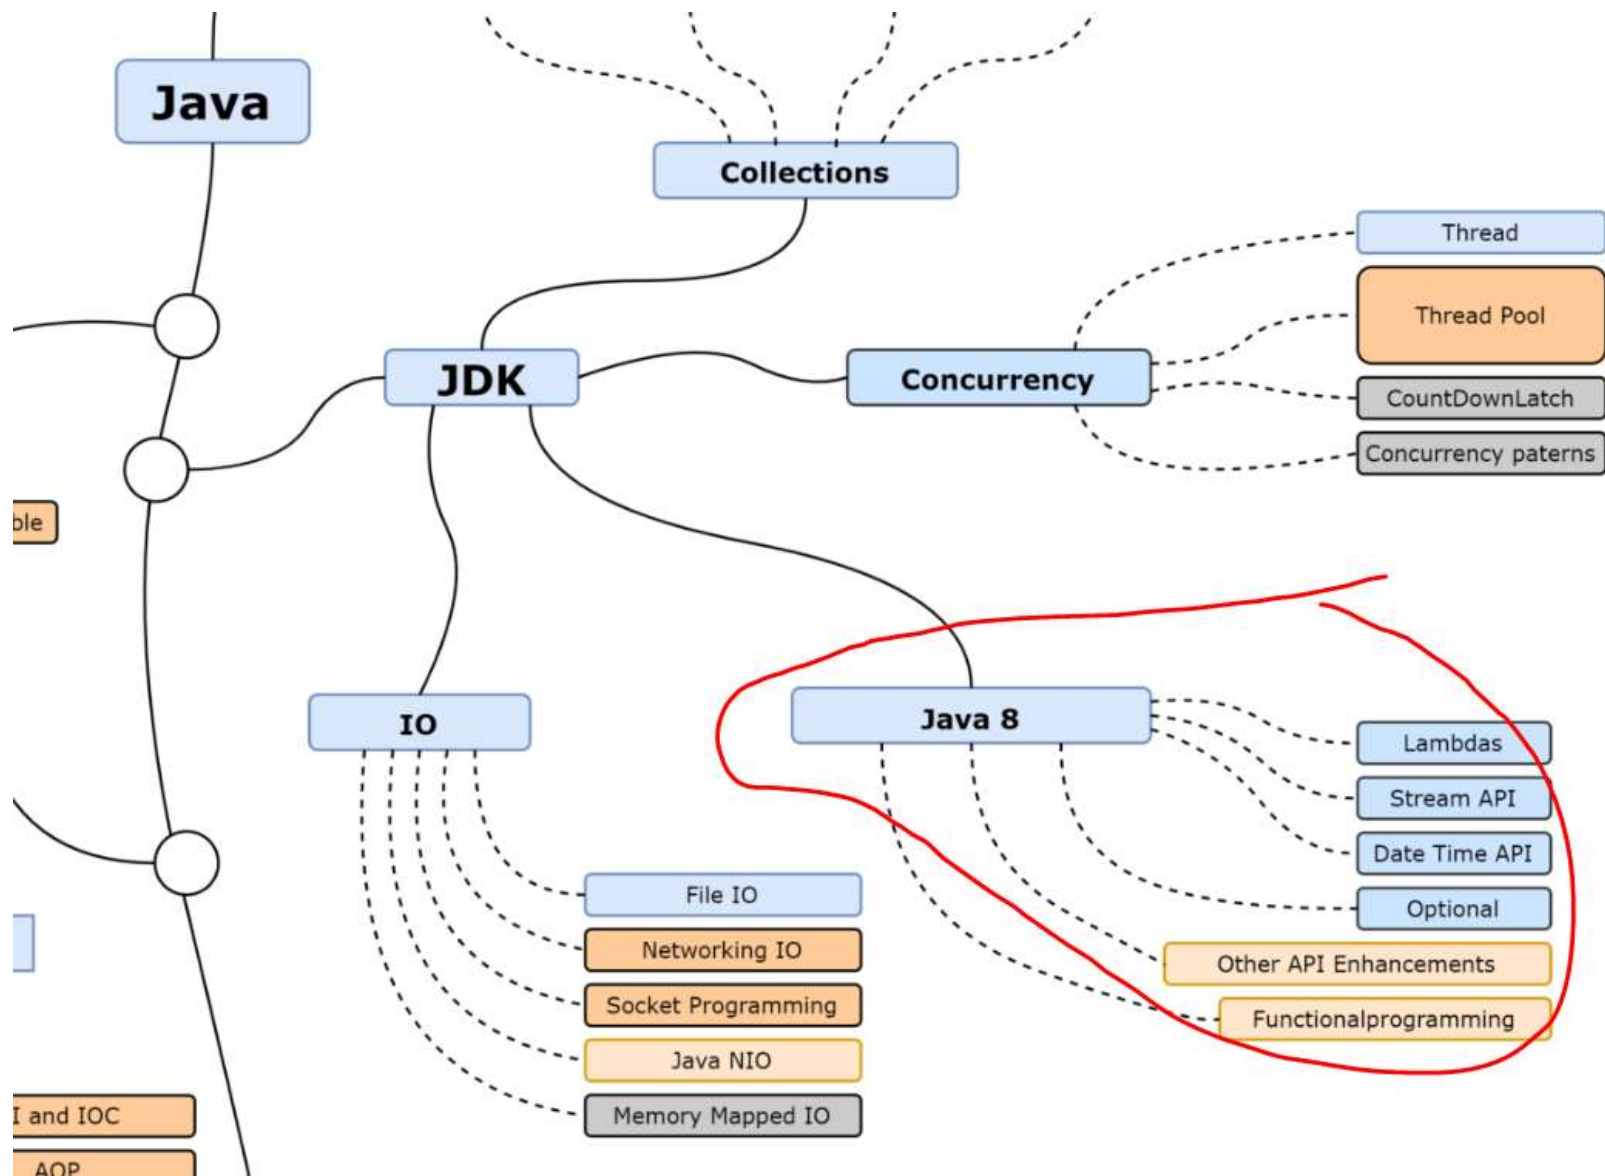 Java
Collections
Thread
Thread Pool
JDK
Concurrency
CountDownLatch
Concurrency paterns
ble
IO
Java 8
Lambdas
Stream API
Date Time API
Optional
File IO
Networking IO
Other API Enhancements
Socket Programming
Functionalprogramming
Java NIO
Memory Mapped IO
I and IOC
AOP